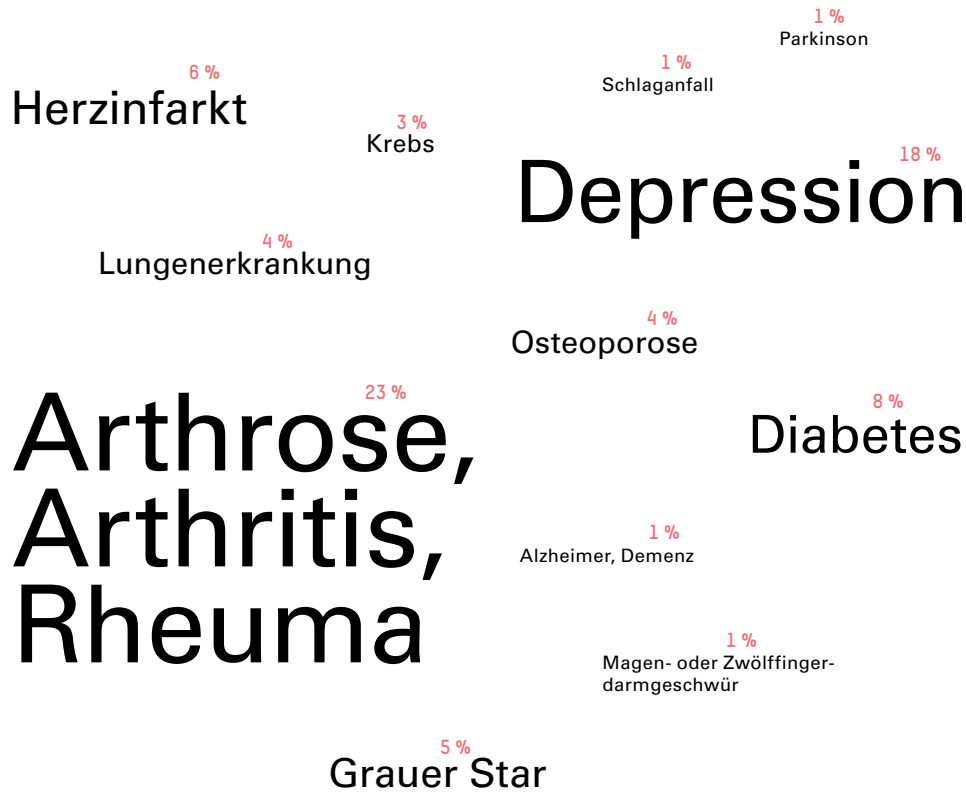 1 %
Parkinson
1 %
Schlaganfall
6 %
Herzinfarkt
3 %
Krebs
18 %
Depression
4 %
Lungenerkrankung
4 %
Osteoporose
23 %
Arthrose,
Arthritis,
Rheuma
8 %
Diabetes
1 %
Alzheimer, Demenz
1 %
Magen- oder Zwölffinger-
darmgeschwür
5 %
Grauer Star